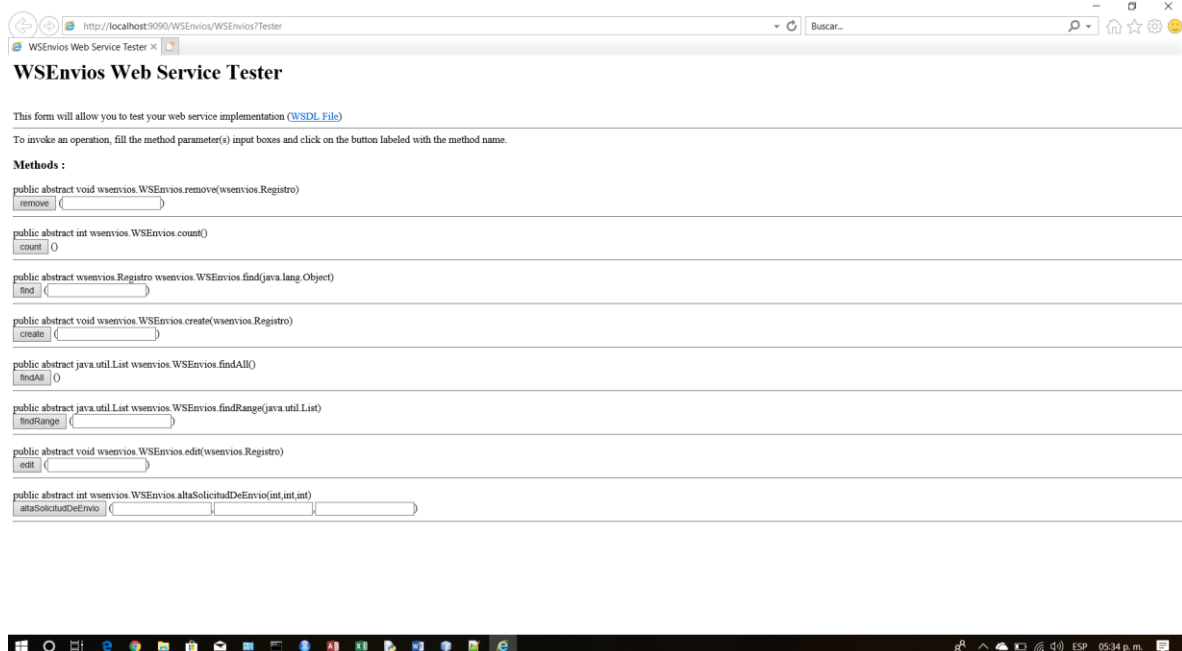 http://localhost:9090/WSEnvios/WSEnvios?Tester
Buscar...
WSEnvios Web Service Tester
WSEnvios Web Service Tester
This form will allow you to test your web service implementation (WSDL File)
To invoke an operation, fill the method parameter(s) input boxes and click on the button labeled with the method name.
Methods :
public abstract void wsenvios.WSEnvios.remove(wsenvios.Registro)
remove ( )
public abstract int wsenvios.WSEnvios.count()
count ()
public abstract wsenvios.Registro wsenvios.WSEnvios.find(java.lang.Object)
find ( )
public abstract void wsenvios.WSEnvios.create(wsenvios.Registro)
create ( )
public abstract java.util.List wsenvios.WSEnvios.findAll()
findAll ()
public abstract java.util.List wsenvios.WSEnvios.findRange(java.util.List)
findRange ( )
public abstract void wsenvios.WSEnvios.edit(wsenvios.Registro)
edit ( )
public abstract int wsenvios.WSEnvios.altaSolicitudDeEnvio(int,int,int)
altaSolicitudDeEnvio ( , , )
ESP 05:34 p. m.